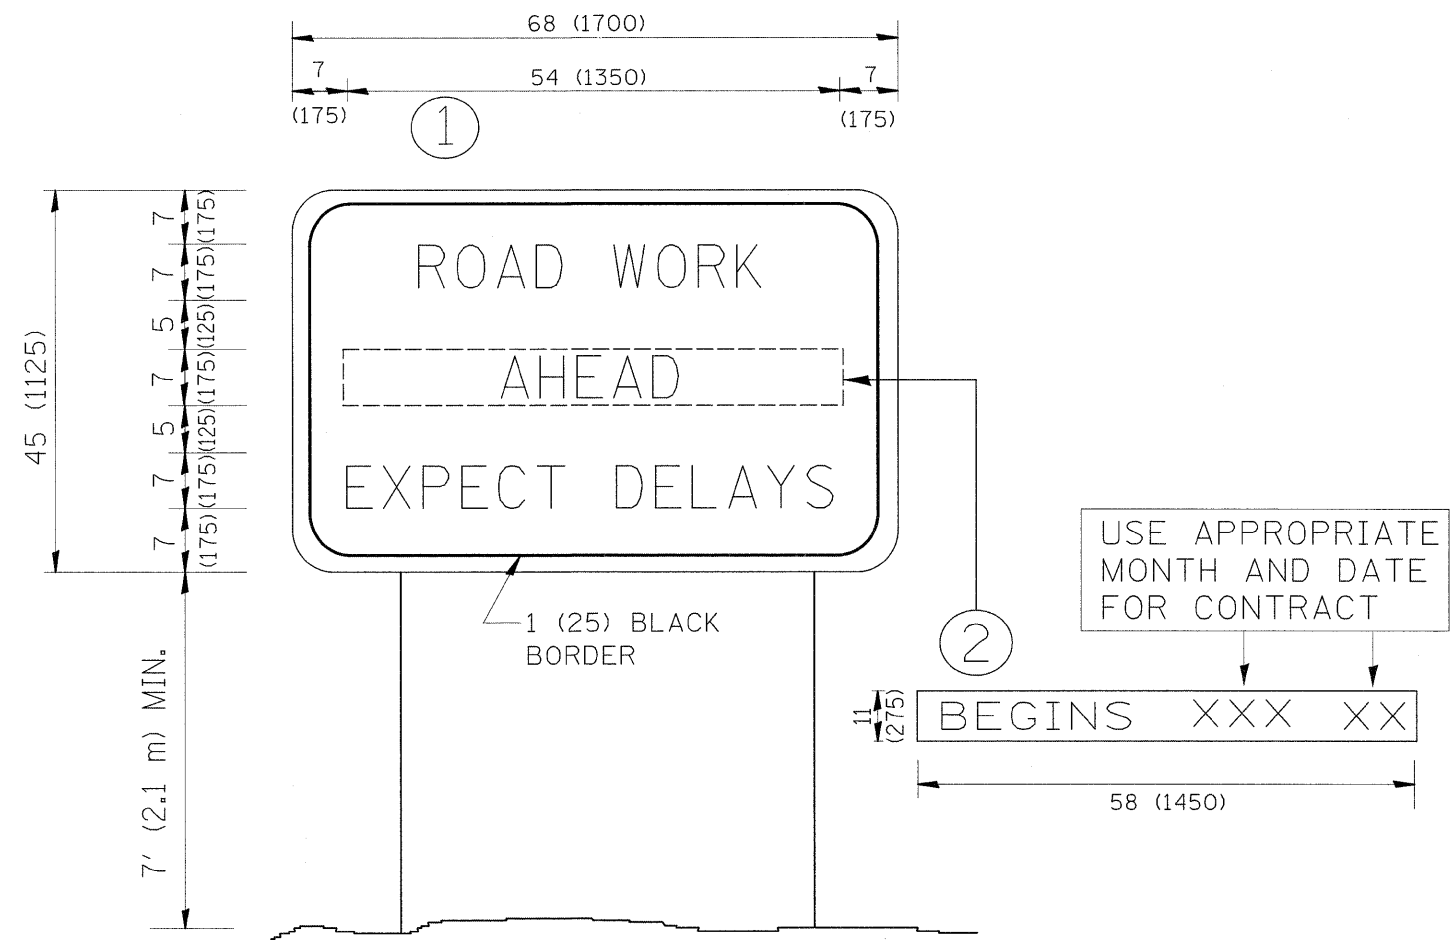 68 (1700)
7
54 (1350)
7
(175)
(175)
1
45 (1125)
7
(175)
7
(175)
5
(125)
7
(175)
5
(125)
7
(175)
7
(175)
ROAD WORK
AHEAD
EXPECT DELAYS
1 (25) BLACK
BORDER
7' (2.1 m) MIN.
USE APPROPRIATE
MONTH AND DATE
FOR CONTRACT
2
11
(275)
BEGINS XXX XX
58 (1450)